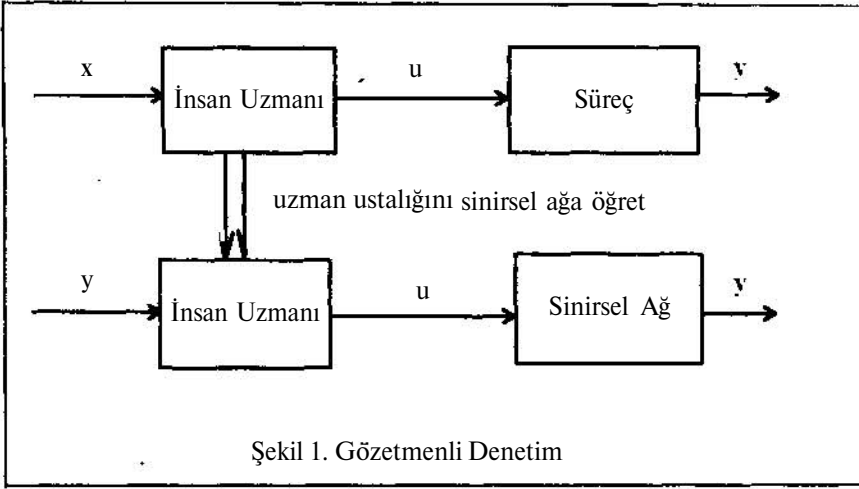 x
İnsan Uzmanı
u
Süreç
y
uzman ustalığını sinirsel ağa öğret
y
İnsan Uzmanı
u
Sinirsel Ağ
y
Şekil 1. Gözetmenli Denetim